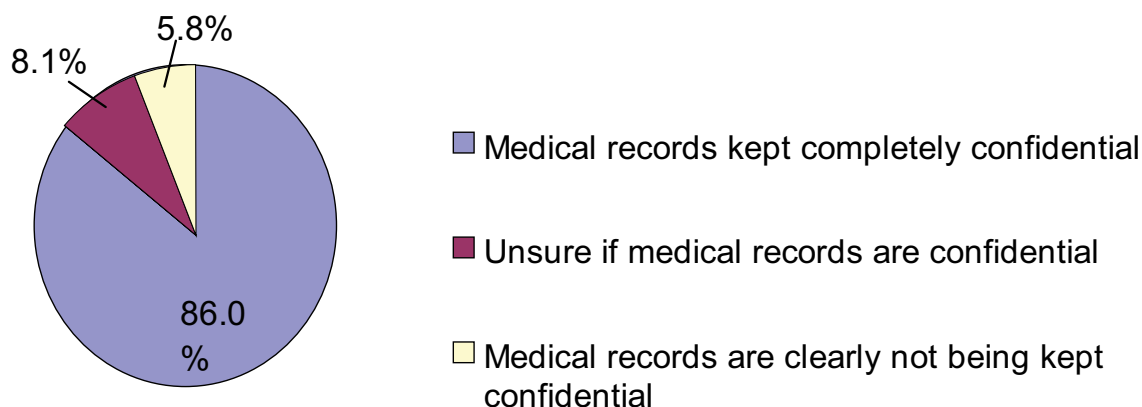 5.8%
8.1%
86.0
%
Medical records kept completely confidential
Unsure if medical records are confidential
Medical records are clearly not being kept
confidential